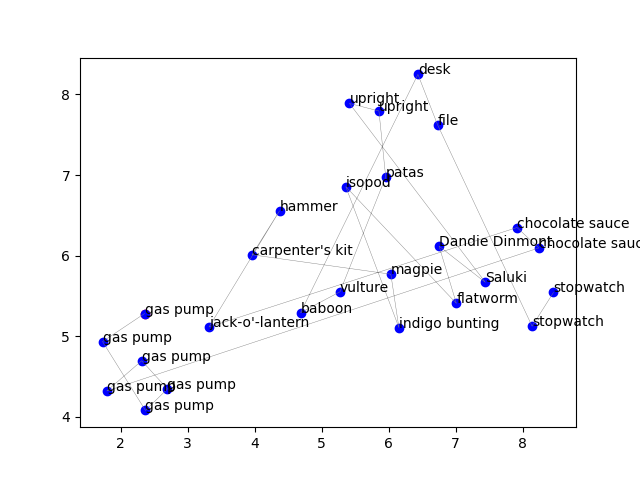 desk
8
upright
upright
file
7
patas
isopod
hammer
chocolate sauce
Dandie Dinmont
chocolate sauc
6
carpenter's kit
magpie
Saluki
vulture
stopwatch
flatworm
gas pump
baboon
jack-o'-lantern
indigo bunting
stopwatch
5
gas pump
gas pump
gas pump
gas pump
gas pump
4
2 3 4 5 6 7 8